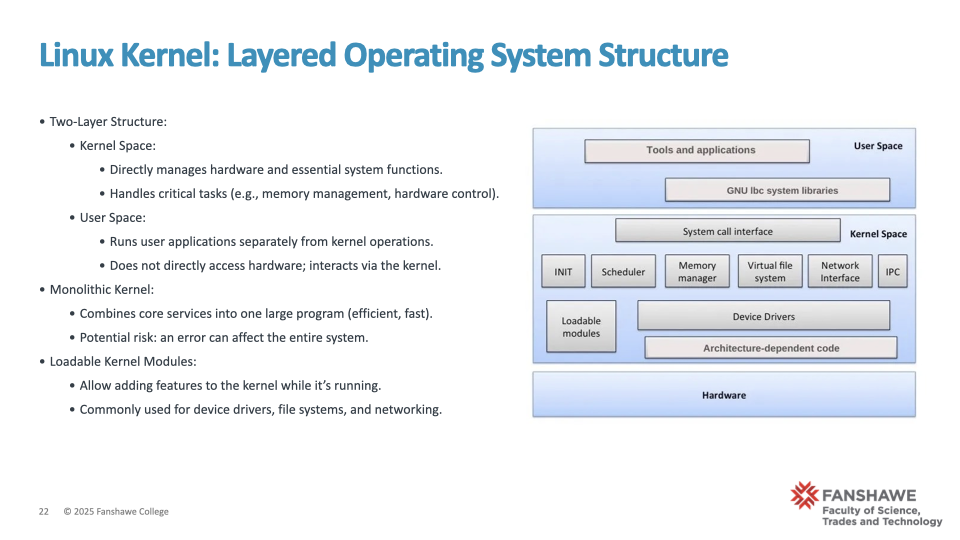 Linux Kernel: Layered Operating System Structure
• Two-Layer Structure:
• Kernel Space:
• Directly manages hardware and essential system functions.
• Handles critical tasks (e.g., memory management, hardware control).
• User Space:
• Runs user applications separately from kernel operations.
• Does not directly access hardware; interacts via the kernel.
• Monolithic Kernel:
• Combines core services into one large program (efficient, fast).
• Potential risk: an error can affect the entire system.
• Loadable Kernel Modules:
• Allow adding features to the kernel while it's running.
• Commonly used for device drivers, file systems, and networking.
User Space
Tools and applications
GNU lbc system libraries
System call interface
Kernel Space
INIT
Scheduler
Memory
manager
Virtual file
system
Network
Interface
IPC
Loadable
modules
Device Drivers
Architecture-dependent code
Hardware
22 © 2025 Fanshawe College
FANSHAWE
Faculty of Science,
Trades and Technology